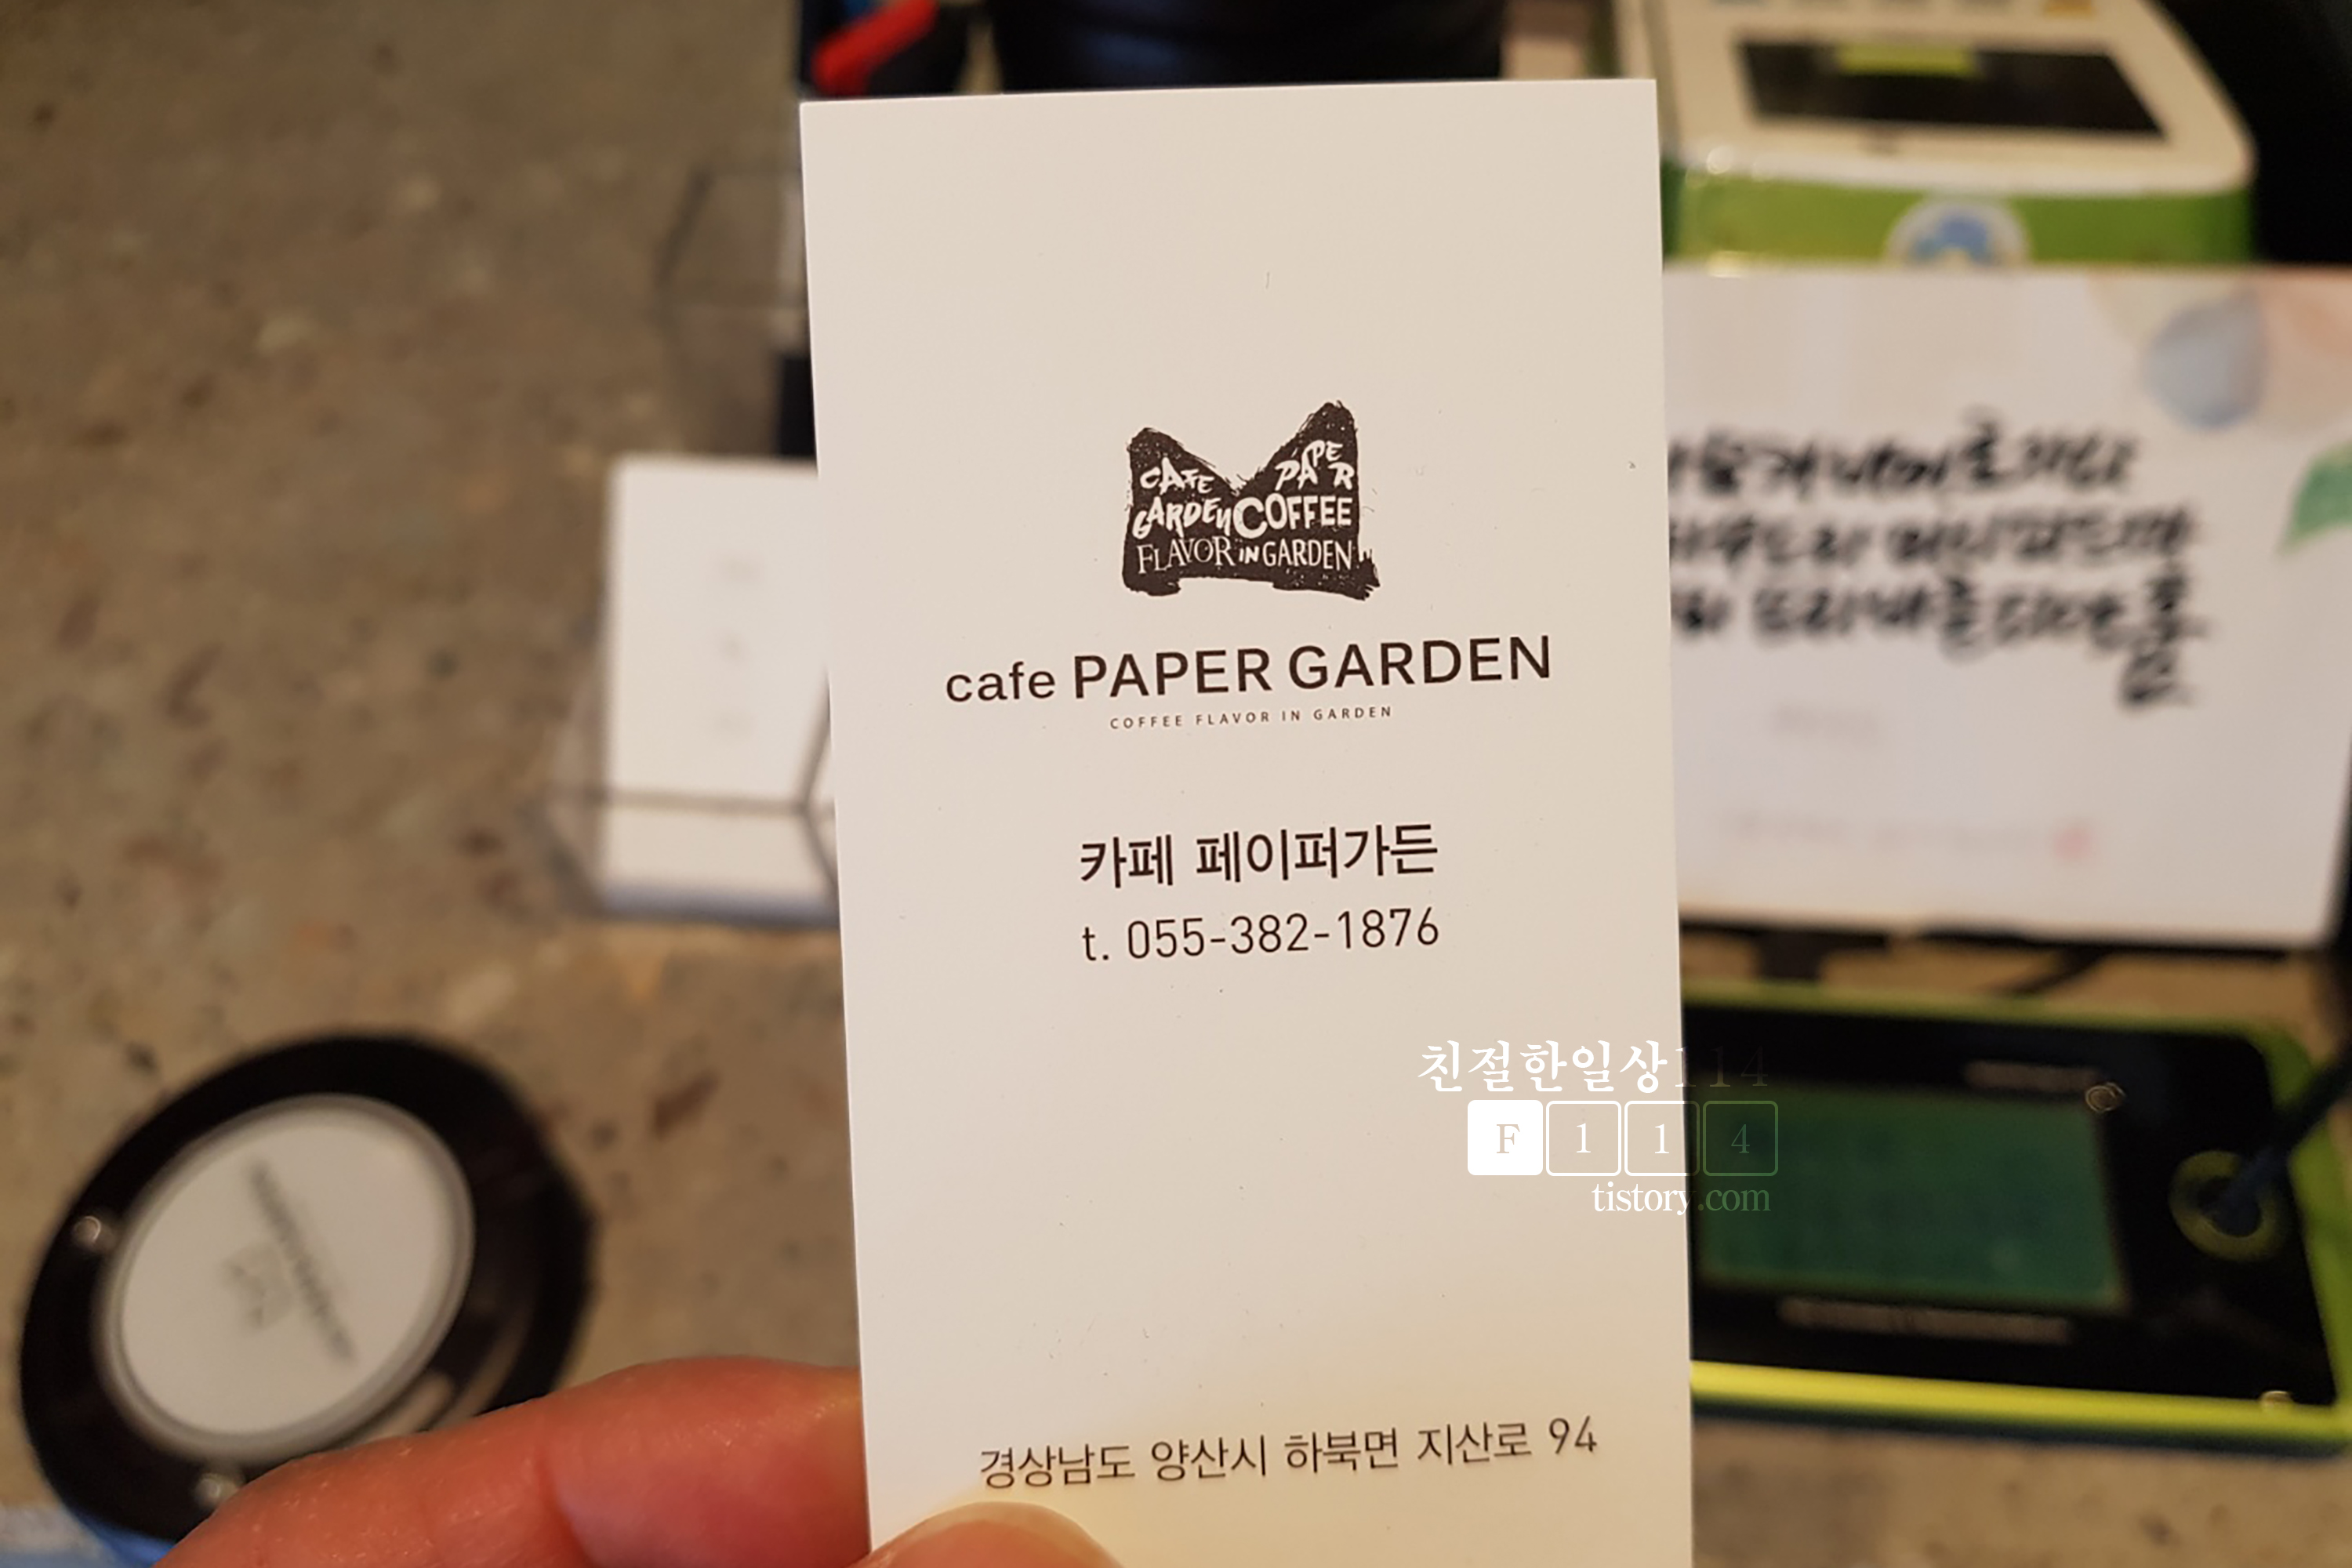 CAFE PAPER
GARDEN COFFEE
FLAVOR IN GARDEN
cafe PAPER GARDEN
COFFEE FLAVOR IN GARDEN
카페 페이퍼가든
t. 055-382-1876
친절한일상114
F 1 1 4
tistory.com
경상남도 양산시 하북면 지산로 94